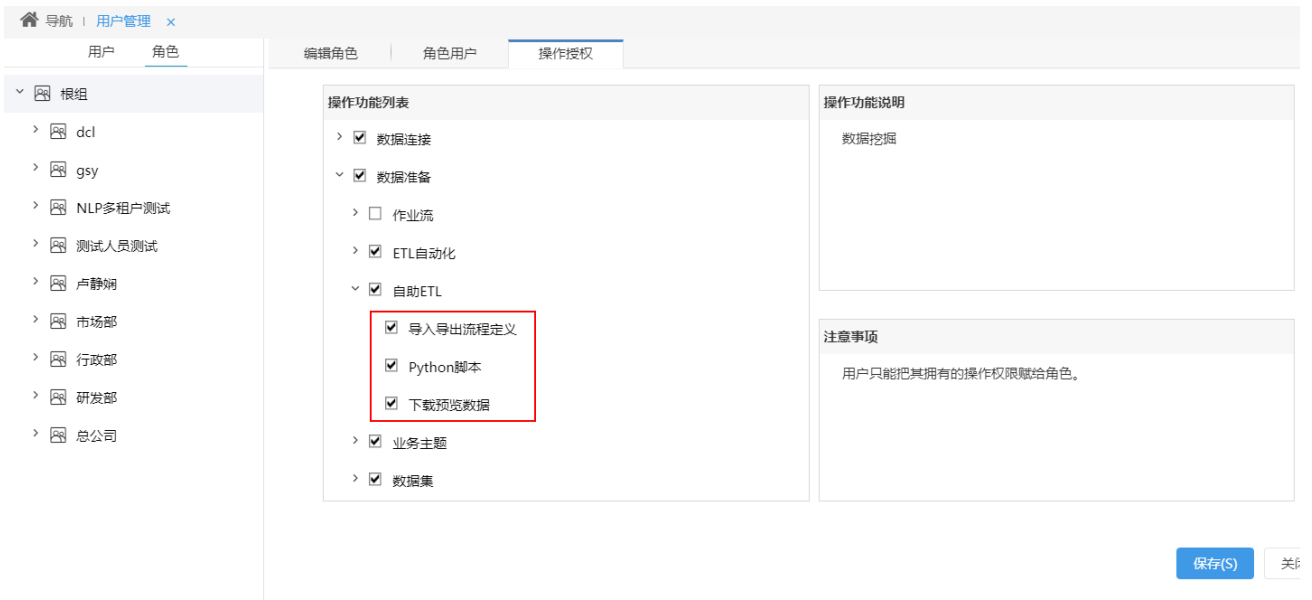 导航 用户管理 ×
用户 角色
编辑角色 角色用户 操作授权
根组
dcl
gsy
NLP多租户测试
测试人员测试
卢静娴
市场部
行政部
研发部
总公司
操作功能列表
数据连接
数据准备
作业流
ETL自动化
自助ETL
导入导出流程定义
Python脚本
下载预览数据
业务主题
数据集
操作功能说明
数据挖掘
注意事项
用户只能把其拥有的操作权限赋给角色。
保存(S) 关